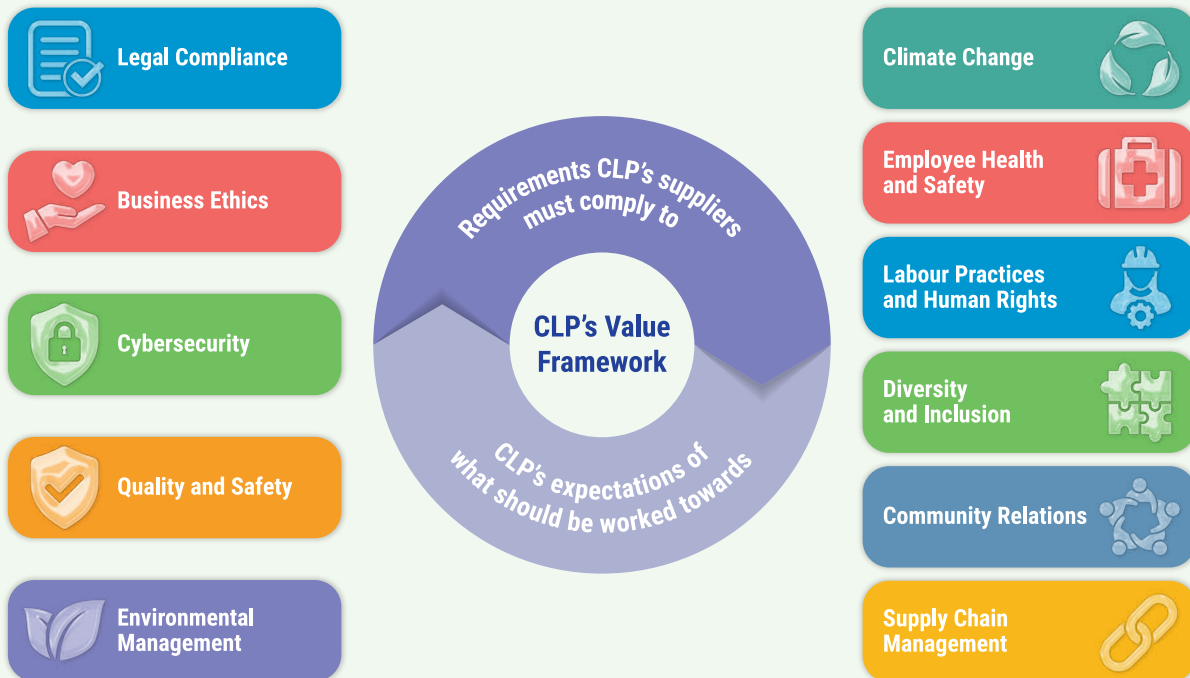 Legal Compliance
Business Ethics
Cybersecurity
Quality and Safety
Environmental
Management
Requirements CLP's suppliers
must comply to
CLP's Value
Framework
CLP's expectations of
what should be worked towards
Climate Change
Employee Health
and Safety
Labour Practices
and Human Rights
Diversity
and Inclusion
Community Relations
Supply Chain
Management